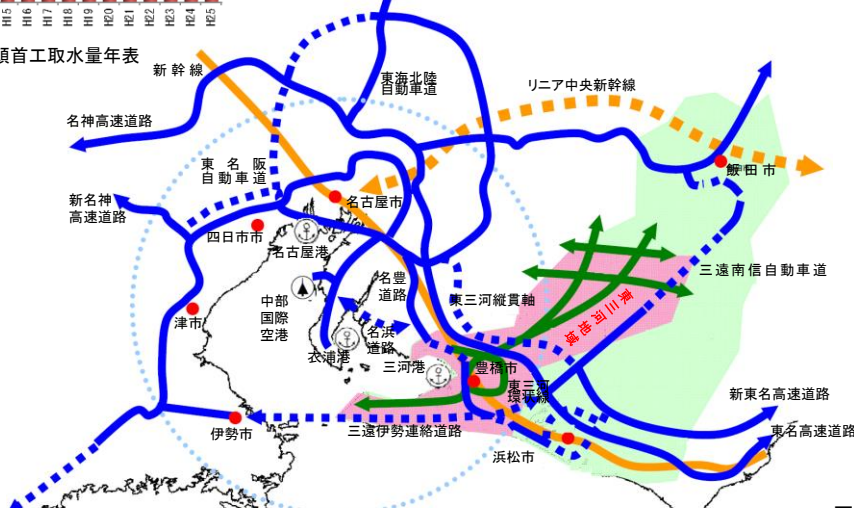 H15 H16 H17 H18 H19 H20 H21 H22 H23 H24 H25
頭首工取水量年表
新幹線
東海北陸
自動車道
リニア中央新幹線
名神高速道路
東名阪
自動車道
飯田市
新名神
高速道路
名古屋市
四日市市
名古屋港
三遠南信自動車道
名豊
道路
東三河縦貫軸
中部
国際
空港
東三河地域
津市
名浜
道路
衣浦港
三河港
豊橋市
東三河
環状線
新東名高速道路
伊勢市
三遠伊勢連絡道路
東名高速道路
浜松市